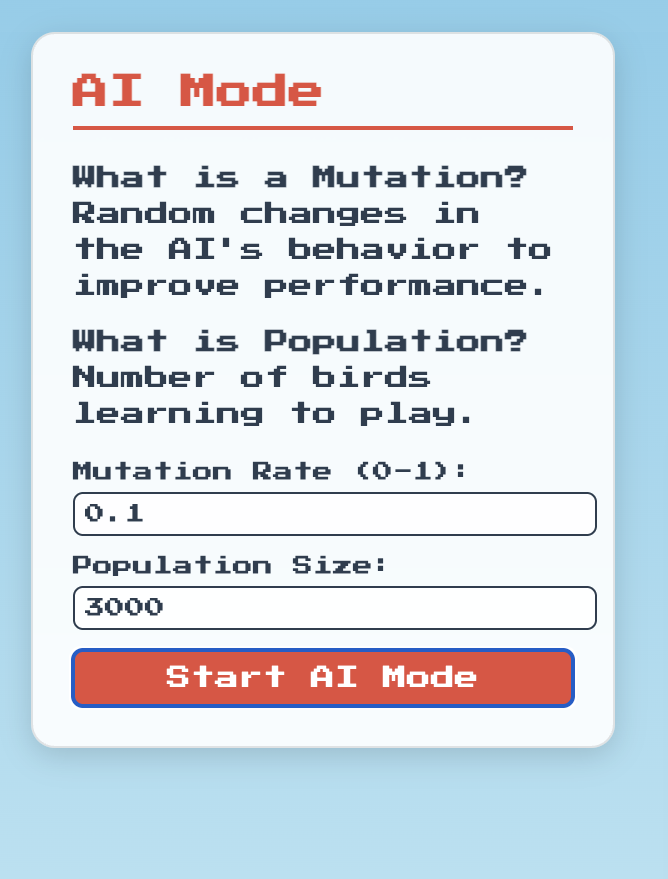 AI Mode
What is a Mutation?
Random changes in
the AI's behavior to
improve performance.
What is Population?
Number of birds
learning to play.
Mutation Rate (0-1):
0.1
Population Size:
3000
Start AI Mode